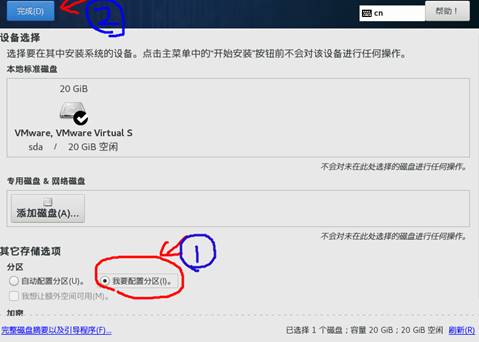 完成(D)
2
cn
帮助！
设备选择
选择要在其中安装系统的设备。点击主菜单中的“开始安装”按钮前不会对该设备进行任何操作。
本地标准磁盘
20 GiB
VMware, VMware Virtual S
sda / 20 GiB 空闲
不会对未在此处选择的磁盘进行任何操作。
专用磁盘 & 网络磁盘
添加磁盘(A)...
不会对未在此处选择的磁盘进行任何操作。
其它存储选项
1
分区
自动配置分区(U)。 我要配置分区(I)。
我想让额外空间可用(M)。
加密
完整磁盘摘要以及引导程序(F)... 已选择 1 个磁盘；容量 20 GiB；20 GiB 空闲 刷新(R)